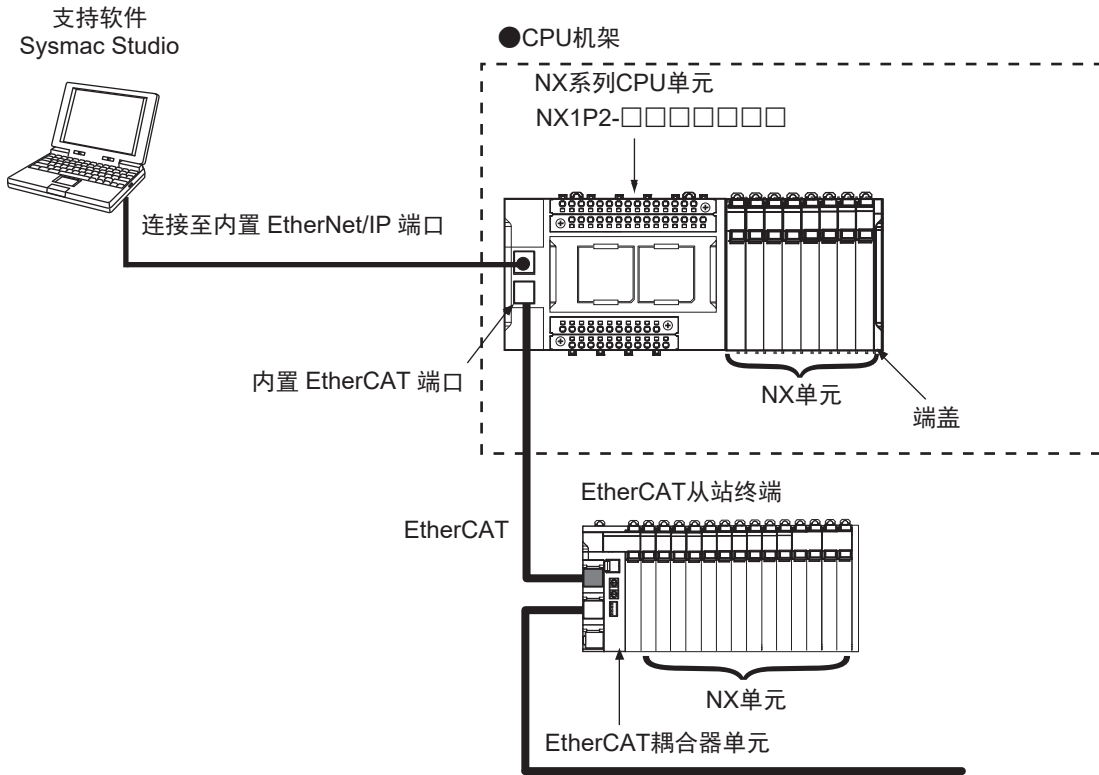 支持软件
Sysmac Studio
●CPU机架
NX系列CPU单元
NX1P2-□□□□□□□
连接至内置 EtherNet/IP 端口
内置 EtherCAT 端口
NX单元
端盖
EtherCAT从站终端
EtherCAT
NX单元
EtherCAT耦合器单元